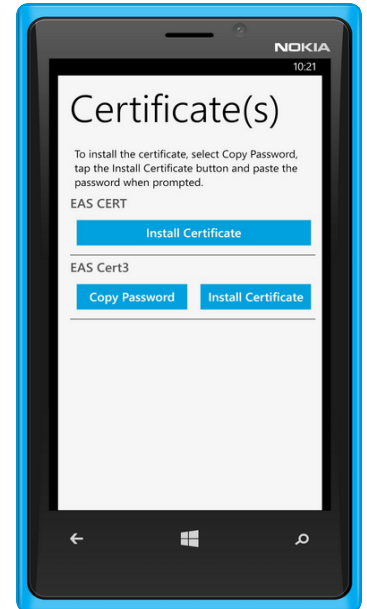 NOKIA
10:21
Certificate(s)
To install the certificate, select Copy Password,
tap the Install Certificate button and paste the
password when prompted.
EAS CERT
Install Certificate
EAS Cert3
Copy Password Install Certificate